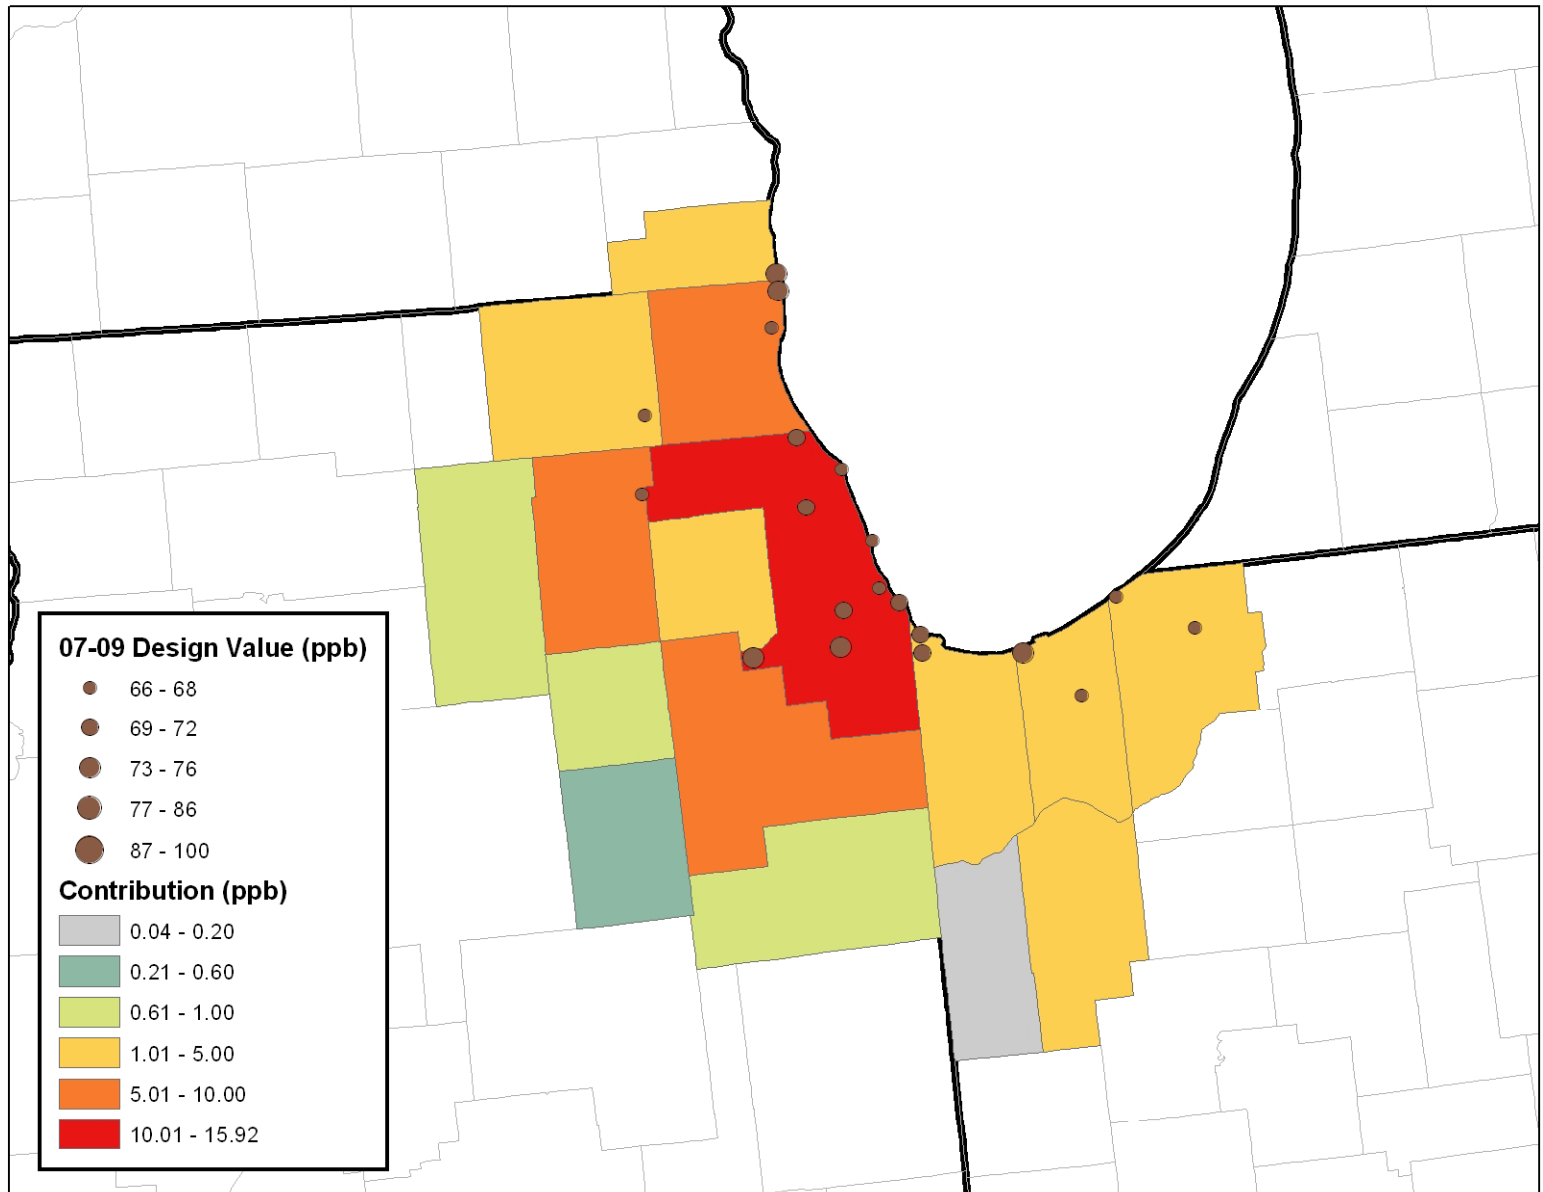 07-09 Design Value (ppb)
66 - 68
69 - 72
73 - 76
77 - 86
87 - 100
Contribution (ppb)
0.04 - 0.20
0.21 - 0.60
0.61 - 1.00
1.01 - 5.00
5.01 - 10.00
10.01 - 15.92